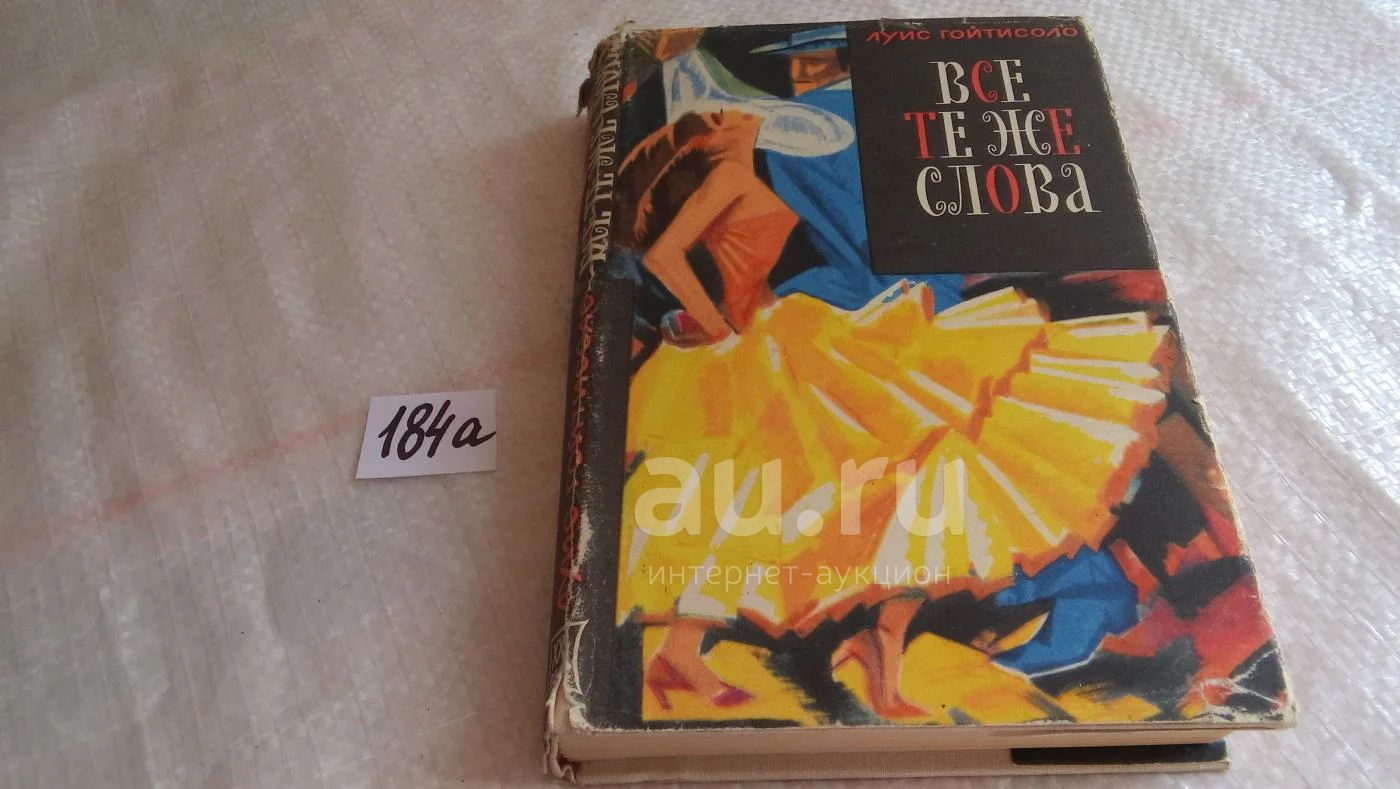 ЛУИС ГОЙТИСОЛО
ВСЕ
ТЕ ЖЕ
СЛОВА
184а
au.ru
интернет-аукцион